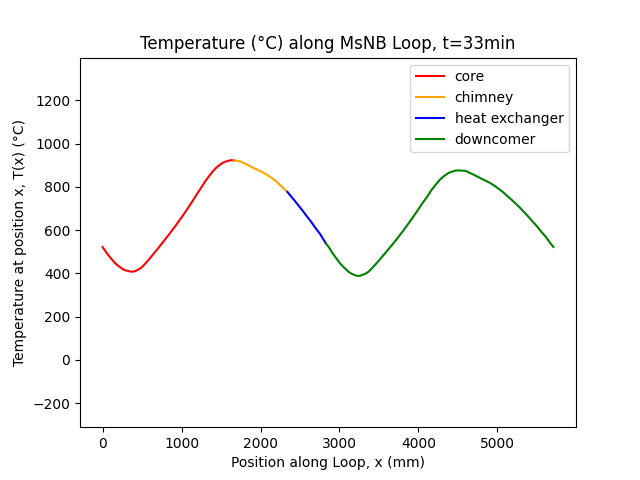 Temperature (°C) along MsNB Loop, t=33min
core
chimney
heat exchanger
downcomer
1200
1000
800
600
400
200
0
−200
Temperature at position x, T(x) (°C)
0 1000 2000 3000 4000 5000
Position along Loop, x (mm)